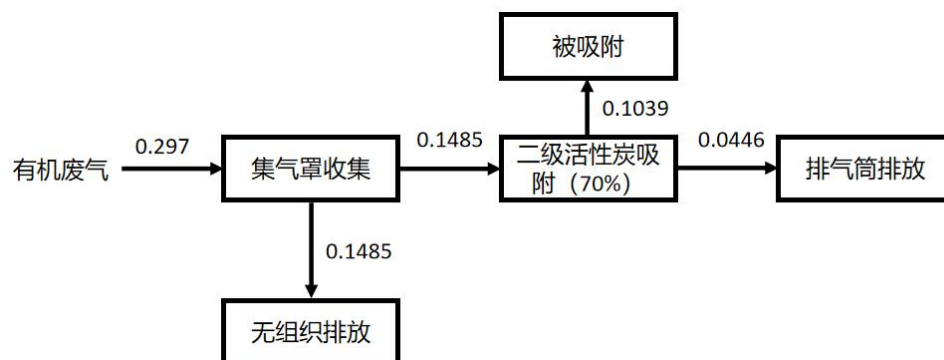 被吸附
0.1039
有机废气
0.297
集气罩收集
0.1485
二级活性炭吸
附（70%）
0.0446
排气筒排放
0.1485
无组织排放